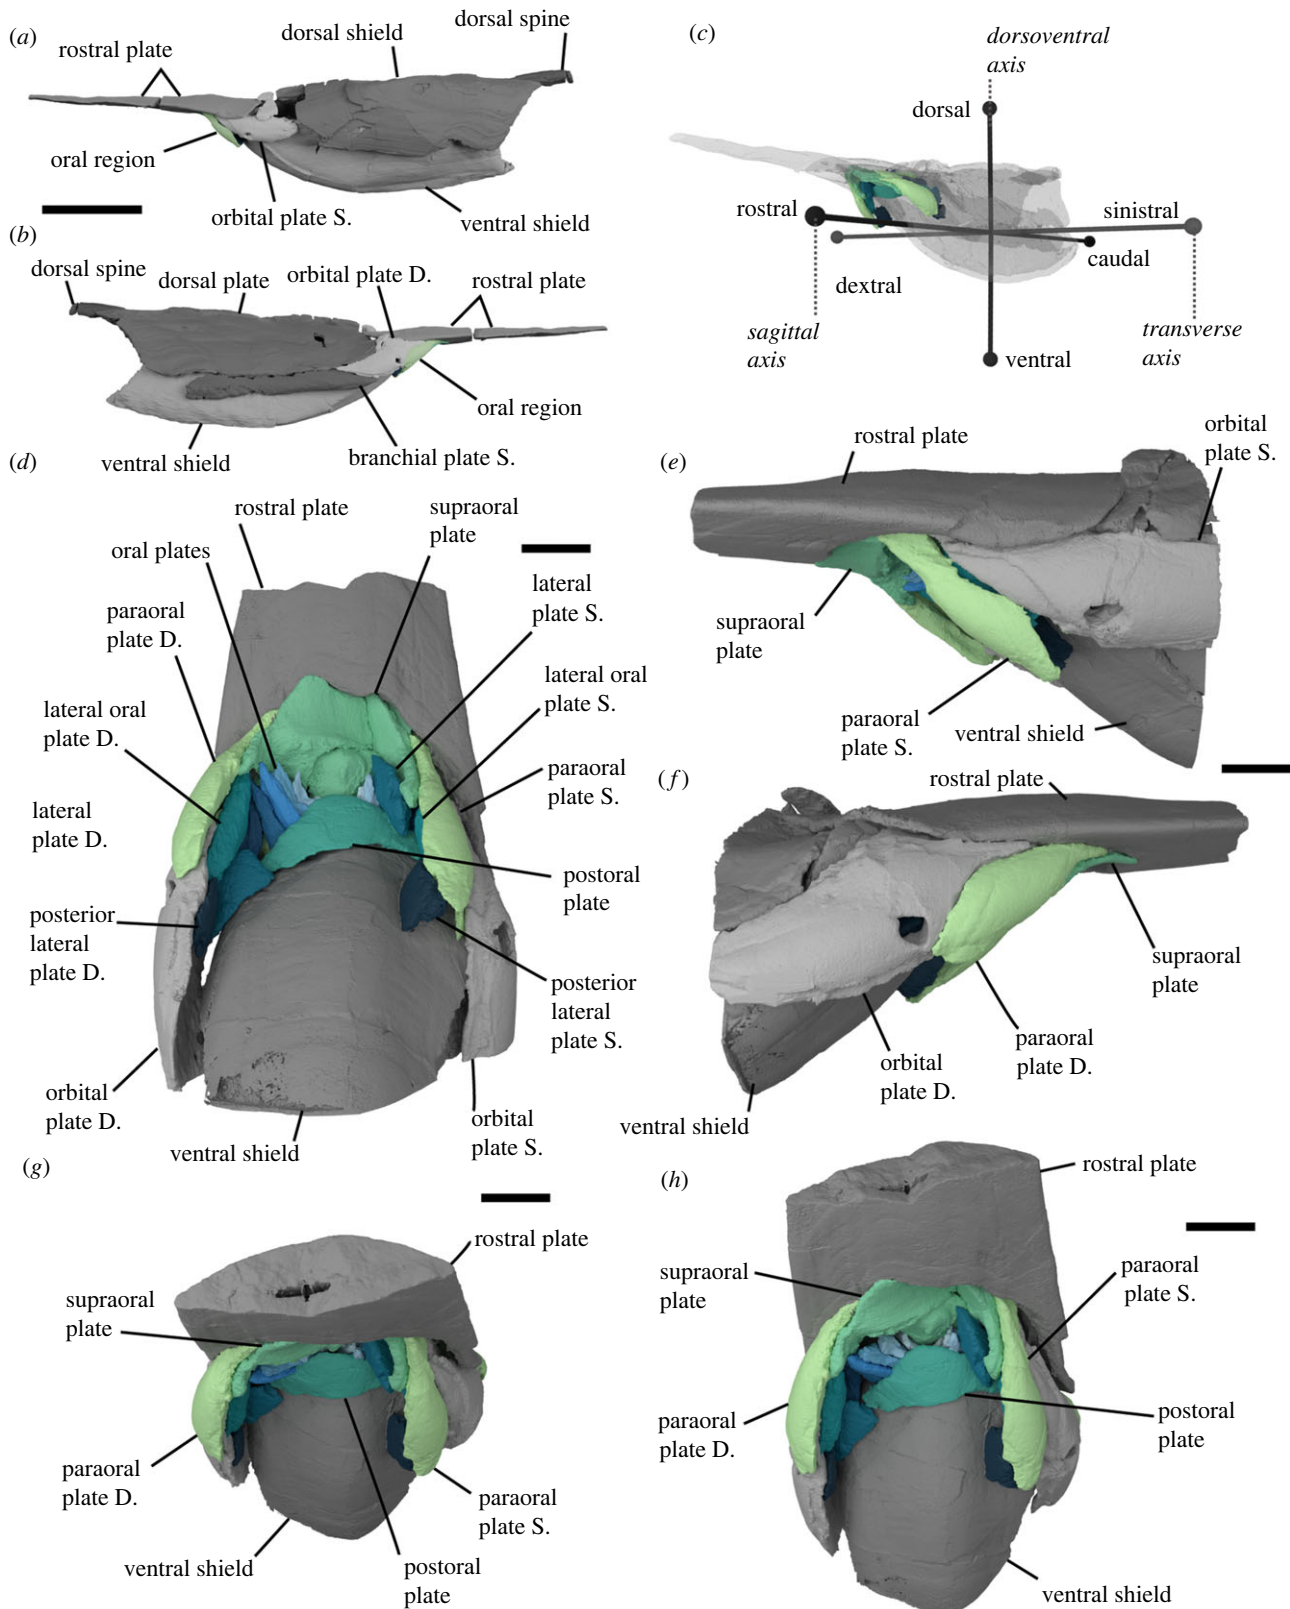 (a)
rostral plate
dorsal shield
dorsal spine
oral region
orbital plate S.
ventral shield
(b)
dorsal spine
dorsal plate
orbital plate D.
rostral plate
oral region
ventral shield
branchial plate S.
(c)
dorsoventral
axis
dorsal
rostral
sinistral
caudal
dextral
sagittal
axis
transverse
axis
ventral
(d)
rostral plate
supraoral
plate
oral plates
lateral
plate S.
paraoral
plate D.
lateral oral
plate S.
lateral oral
plate D.
paraoral
plate S.
lateral
plate D.
postoral
plate
posterior
lateral
plate D.
posterior
lateral
plate S.
orbital
plate D.
orbital
plate S.
ventral shield
(e)
rostral plate
orbital
plate S.
supraoral
plate
paraoral
plate S.
ventral shield
(f)
rostral plate
supraoral
plate
paraoral
plate D.
orbital
plate D.
ventral shield
(g)
rostral plate
supraoral
plate
paraoral
plate D.
paraoral
plate S.
ventral shield
postoral
plate
(h)
rostral plate
supraoral
plate
paraoral
plate S.
paraoral
plate D.
postoral
plate
ventral shield